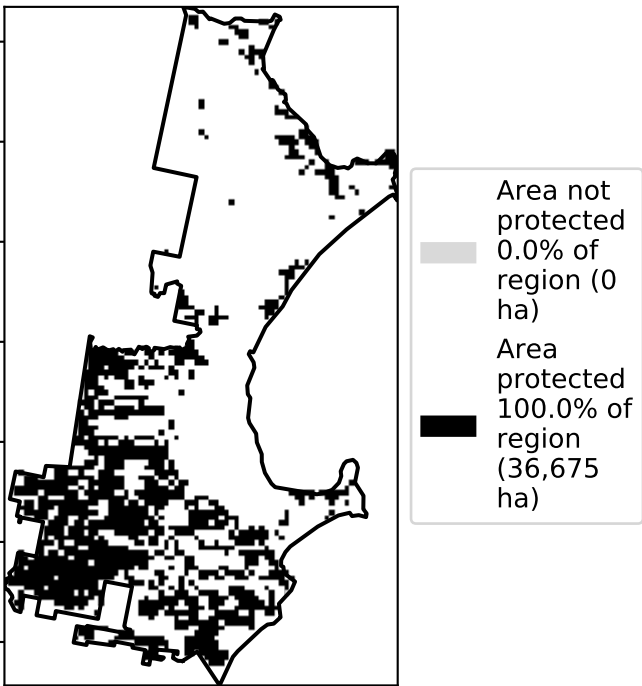 Area not
protected
0.0% of
region (0
ha)
Area
protected
100.0% of
region
(36,675
ha)